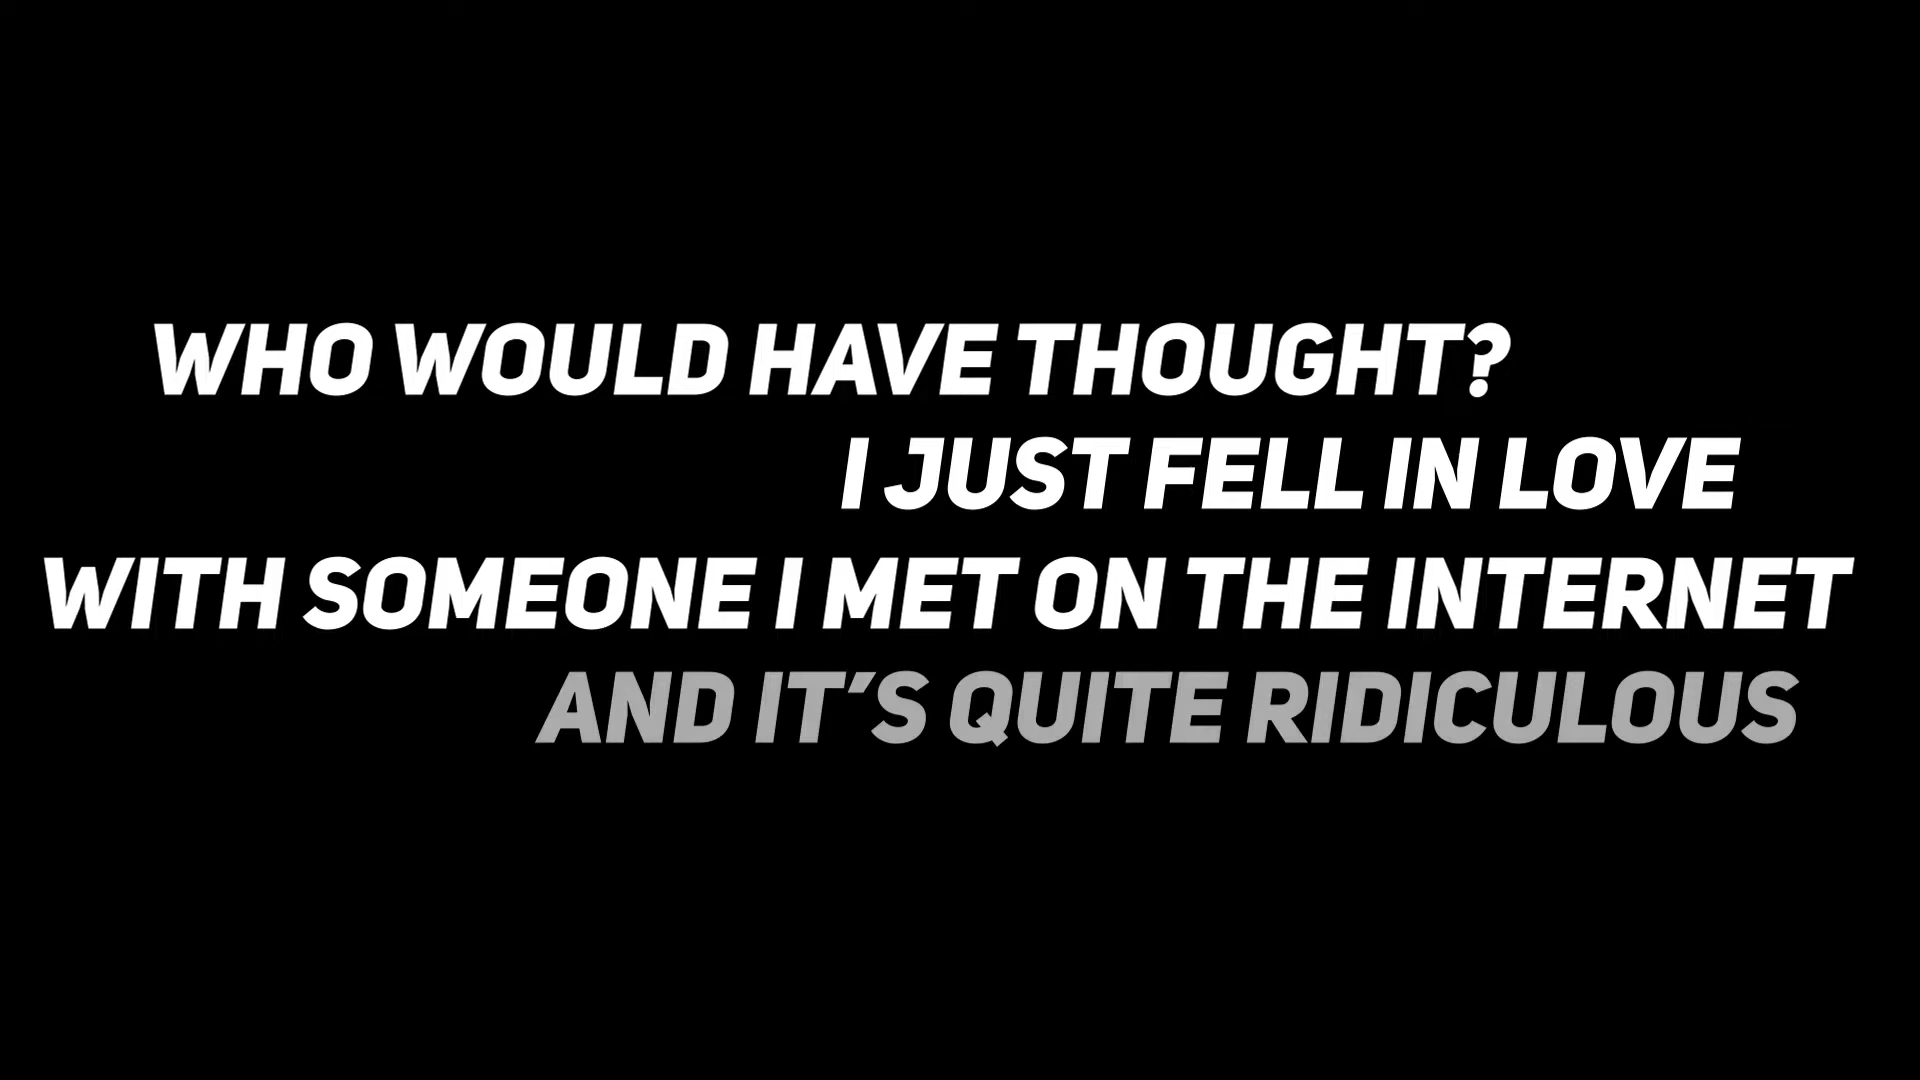 WHO WOULD HAVE THOUGHT?
I JUST FELL IN LOVE
WITH SOMEONE I MET ON THE INTERNET
AND IT'S QUITE RIDICULOUS